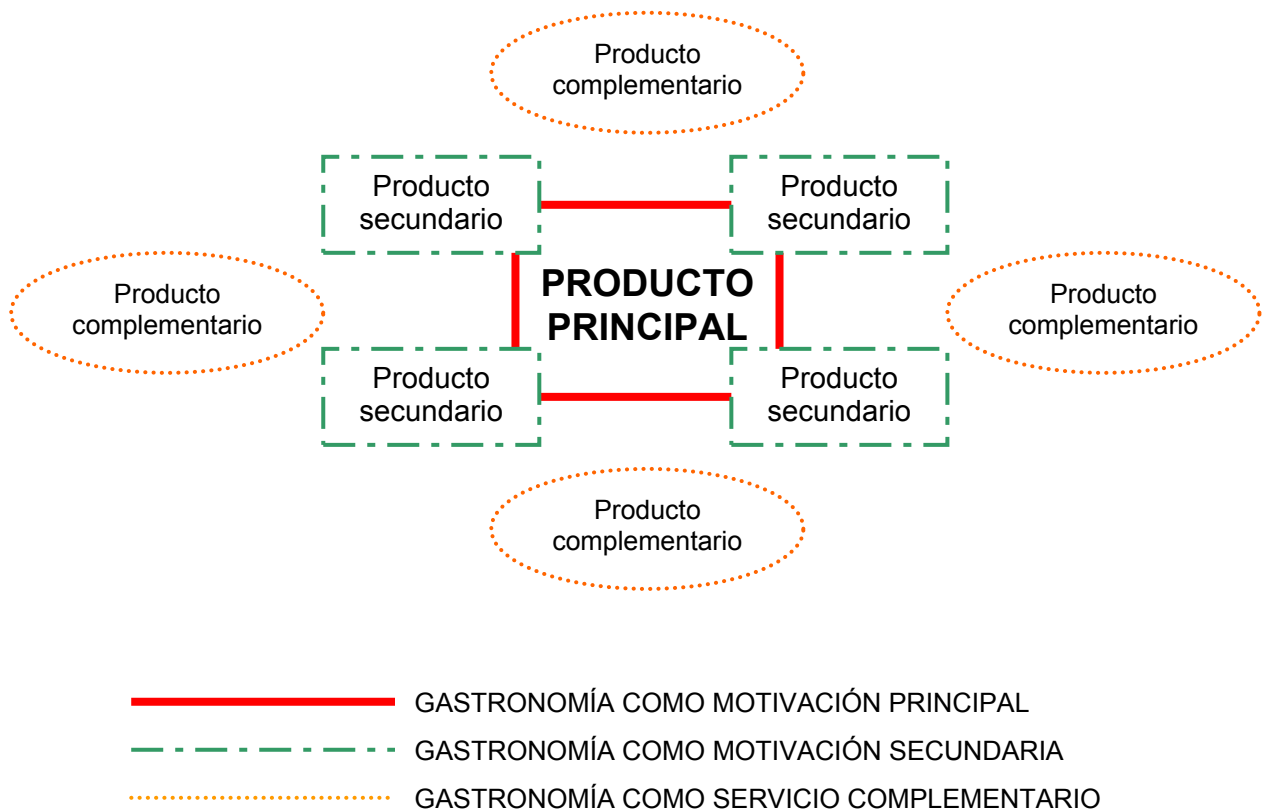 Producto
complementario
Producto
secundario
Producto
secundario
Producto
complementario
PRODUCTO
PRINCIPAL
Producto
complementario
Producto
secundario
Producto
secundario
Producto
complementario
GASTRONOMÍA COMO MOTIVACIÓN PRINCIPAL
GASTRONOMÍA COMO MOTIVACIÓN SECUNDARIA
GASTRONOMÍA COMO SERVICIO COMPLEMENTARIO